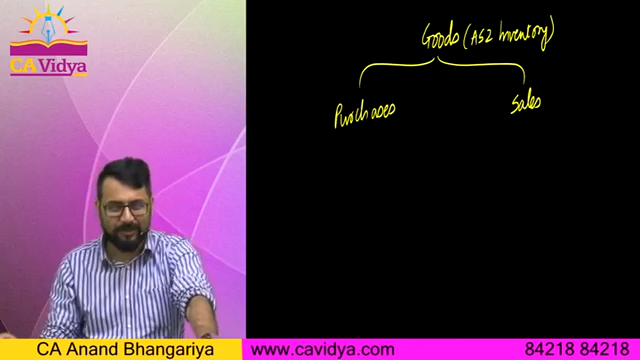 CA Vidya
Goods (AS2 Inventory)
Purchases
Sales
CA Anand Bhangariya
www.cavidya.com
84218 84218